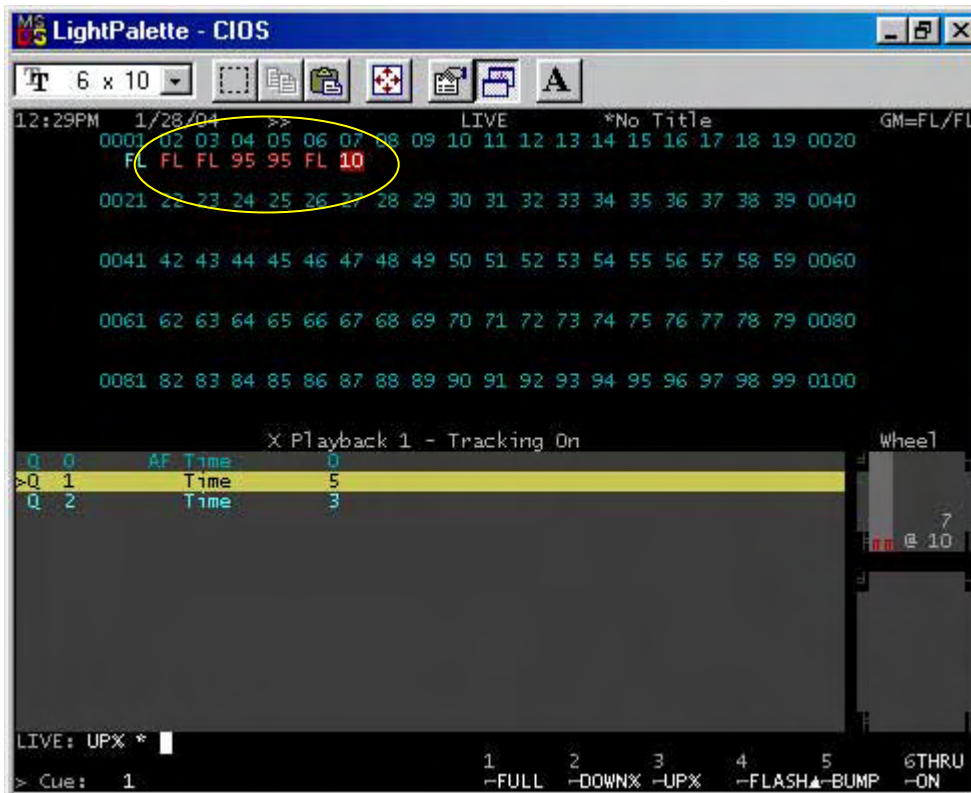 MS DOS LightPalette - CIOS
6 x 10 A
12:29PM 1/28/04 >> LIVE *No Title GM=FL/FL
0001 02 03 04 05 06 07 08 09 10 11 12 13 14 15 16 17 18 19 0020
FL FL FL 95 95 FL 10
0021 22 23 24 25 26 27 28 29 30 31 32 33 34 35 36 37 38 39 0040
0041 42 43 44 45 46 47 48 49 50 51 52 53 54 55 56 57 58 59 0060
0061 62 63 64 65 66 67 68 69 70 71 72 73 74 75 76 77 78 79 0080
0081 82 83 84 85 86 87 88 89 90 91 92 93 94 95 96 97 98 99 0100
X Playback 1 - Tracking On Wheel
Q 0 AF Time 0
>Q 1 Time 5
Q 2 Time 3
7
@ 10
LIVE: UP% *
1 2 3 4 5 6THRU
> Cue: 1 FULL DOWN% UP% FLASH▲ BUMP ON